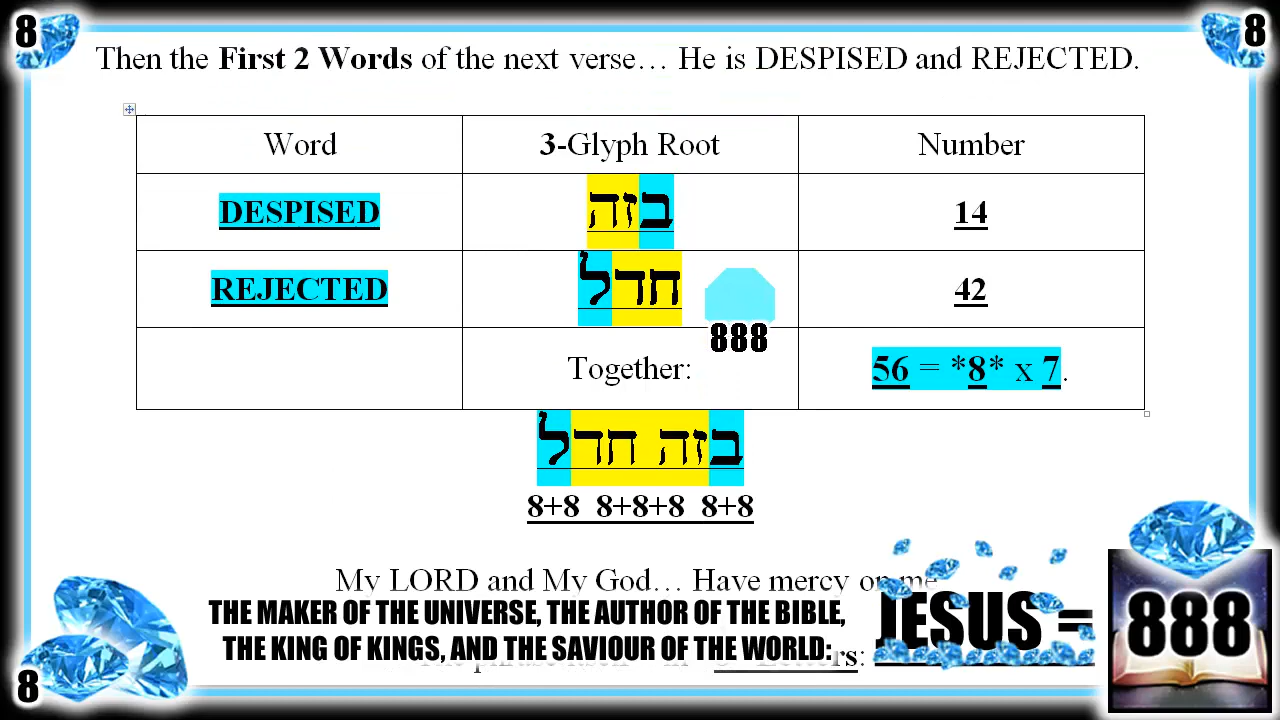 8 8
Then the First 2 Words of the next verse… He is DESPISED and REJECTED.
Word 3-Glyph Root Number
DESPISED בזה 14
REJECTED חדל 42
888
Together: 56 = *8* x 7.
בזה חדל
8+8 8+8+8 8+8
My LORD and My God… Have mercy on me
THE MAKER OF THE UNIVERSE, THE AUTHOR OF THE BIBLE,
THE KING OF KINGS, AND THE SAVIOUR OF THE WORLD:
JESUS = 888
8